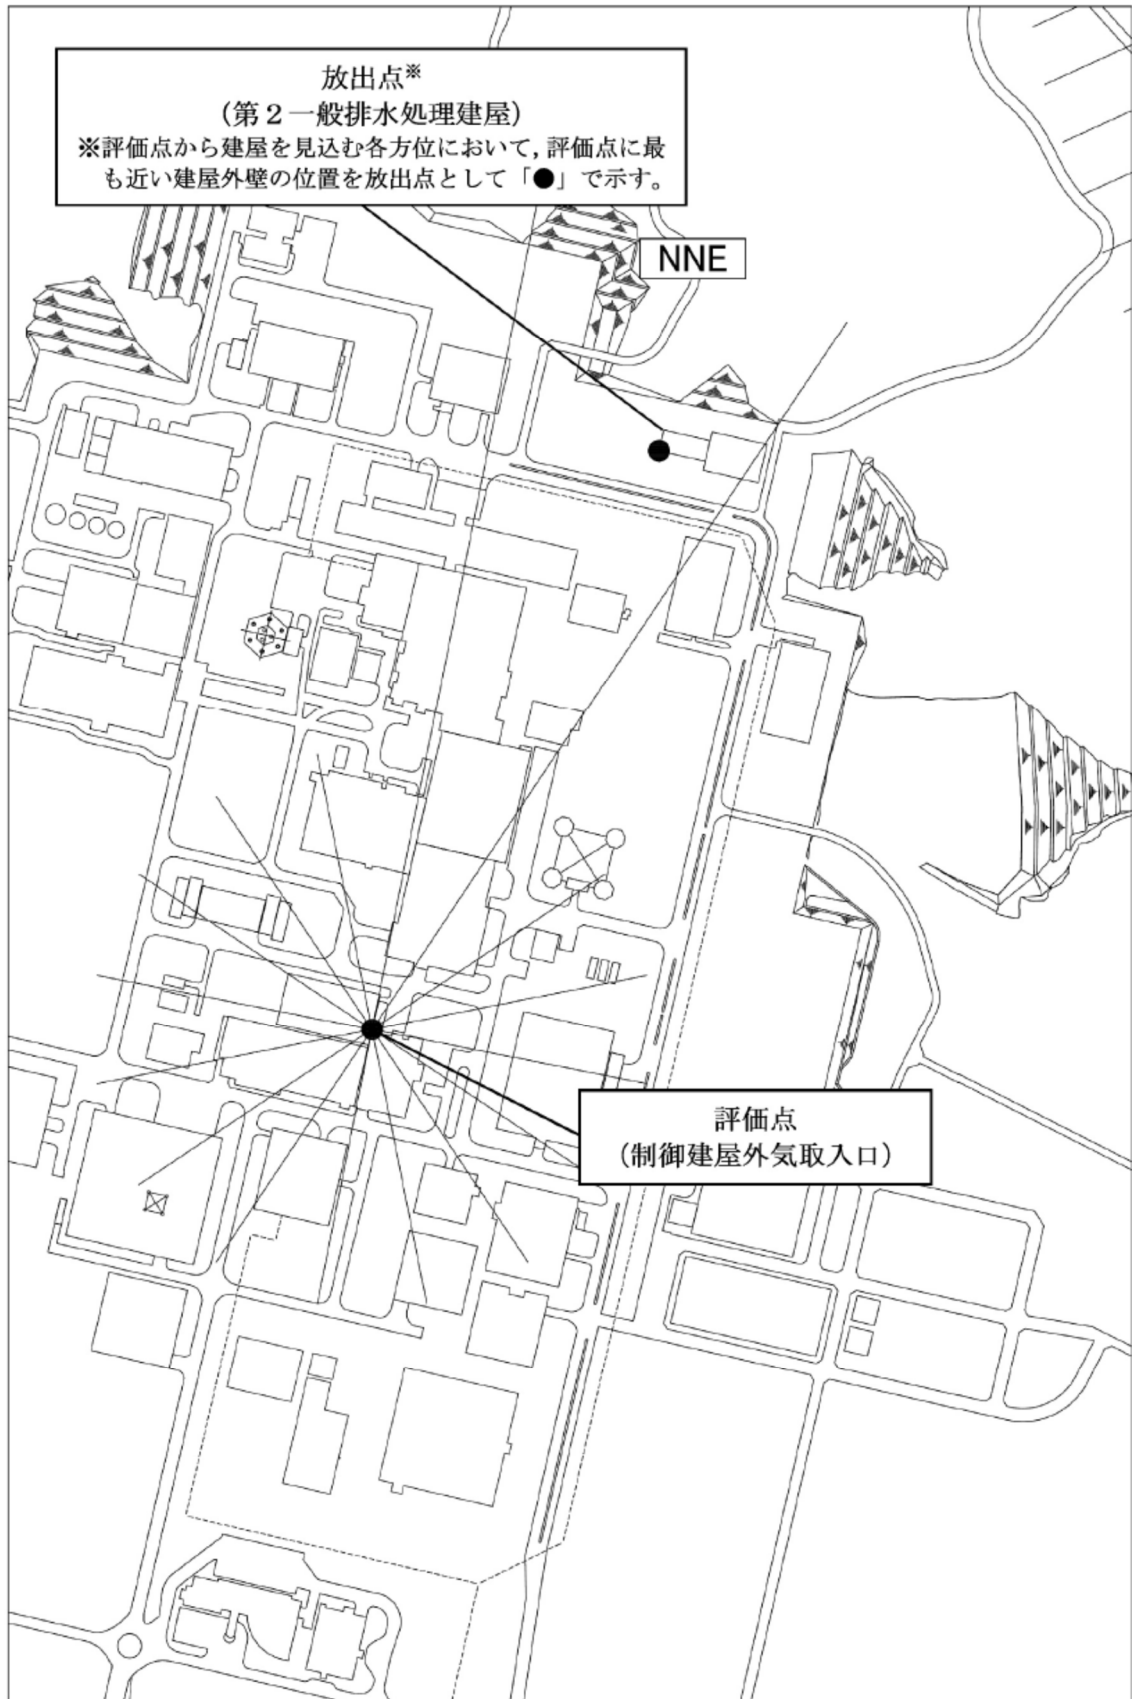 放出点※
（第２一般排水処理建屋）
※評価点から建屋を見込む各方位において，評価点に最
も近い建屋外壁の位置を放出点として「●」で示す。
NNE
評価点
（制御建屋外気取入口）